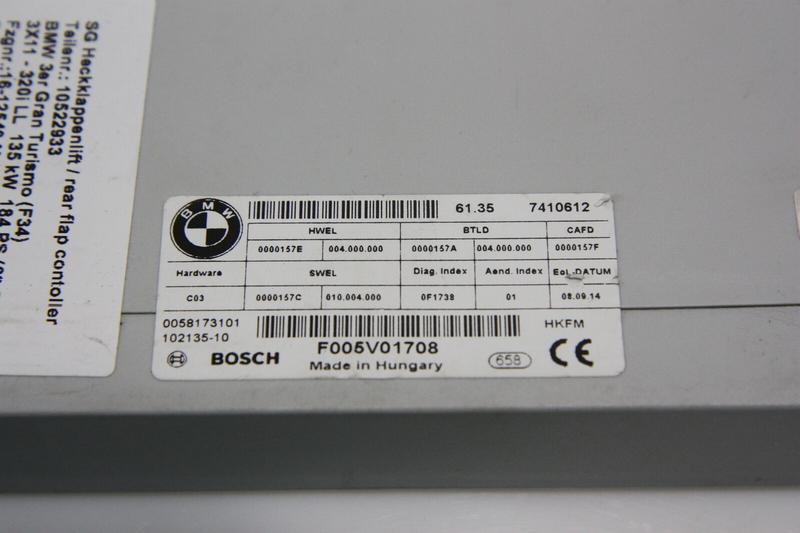 SG Heckklappenlift / rear flap contoller
Teilenr.: 10522933
BMW 3er Gran Turismo (F34)
3X11 - 320i LL 135 kW 184 PS
Fzgnr.:
BMW
61.35 7410612
HWEL BTLD CAFD
0000157E 004.000.000 0000157A 004.000.000 0000157F
Hardware SWEL Diag. Index Aend. Index Eol.-DATUM
C03 0000157C 010.004.000 0F1738 01 08.09.14
0058173101
HKFM
102135-10
BOSCH F005V01708 658 CE
Made in Hungary